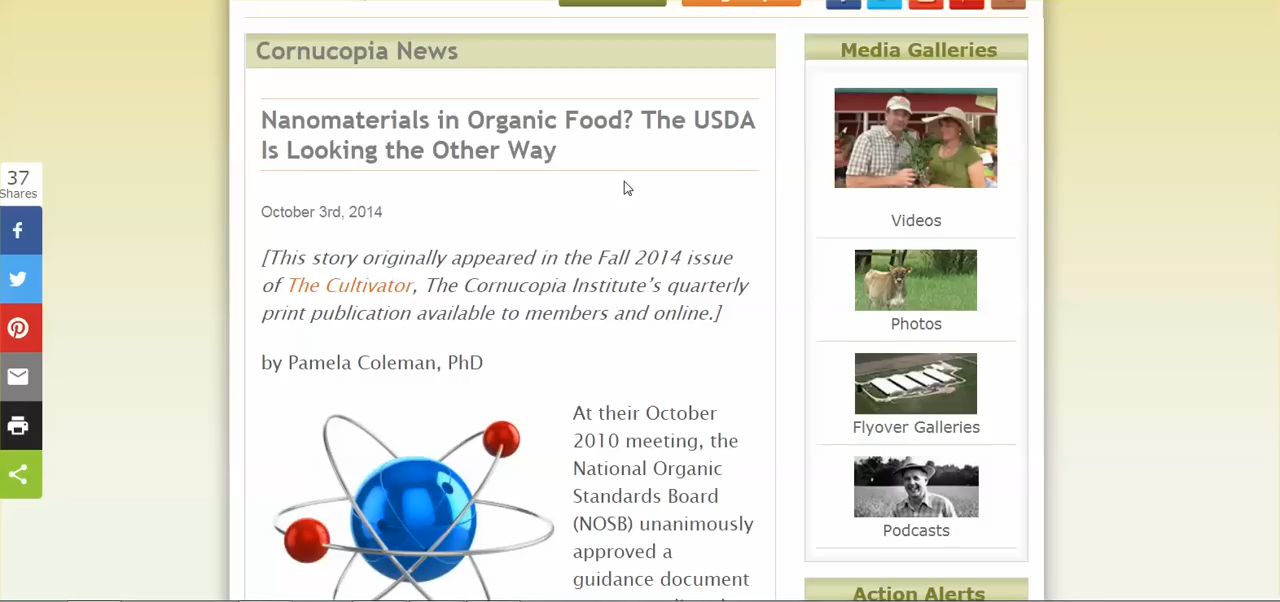 Cornucopia News
Nanomaterials in Organic Food? The USDA
Is Looking the Other Way
October 3rd, 2014
[This story originally appeared in the Fall 2014 issue
of The Cultivator, The Cornucopia Institute's quarterly
print publication available to members and online.]
by Pamela Coleman, PhD
At their October
2010 meeting, the
National Organic
Standards Board
(NOSB) unanimously
approved a
guidance document
37
Shares
Media Galleries
Videos
Photos
Flyover Galleries
Podcasts
Action Alerts